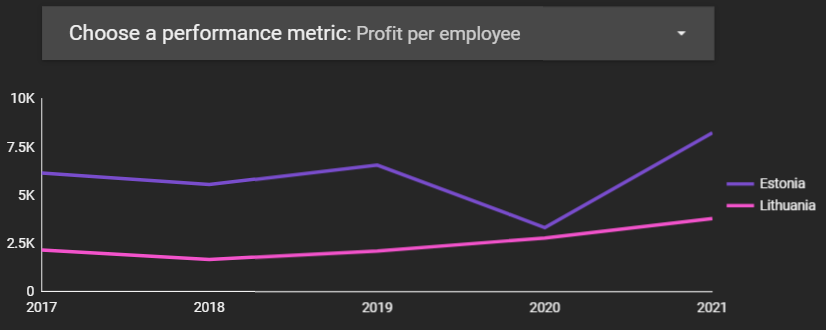 Choose a performance metric: Profit per employee
10K
7.5K
5K
2.5K
0
2017 2018 2019 2020 2021
Estonia
Lithuania